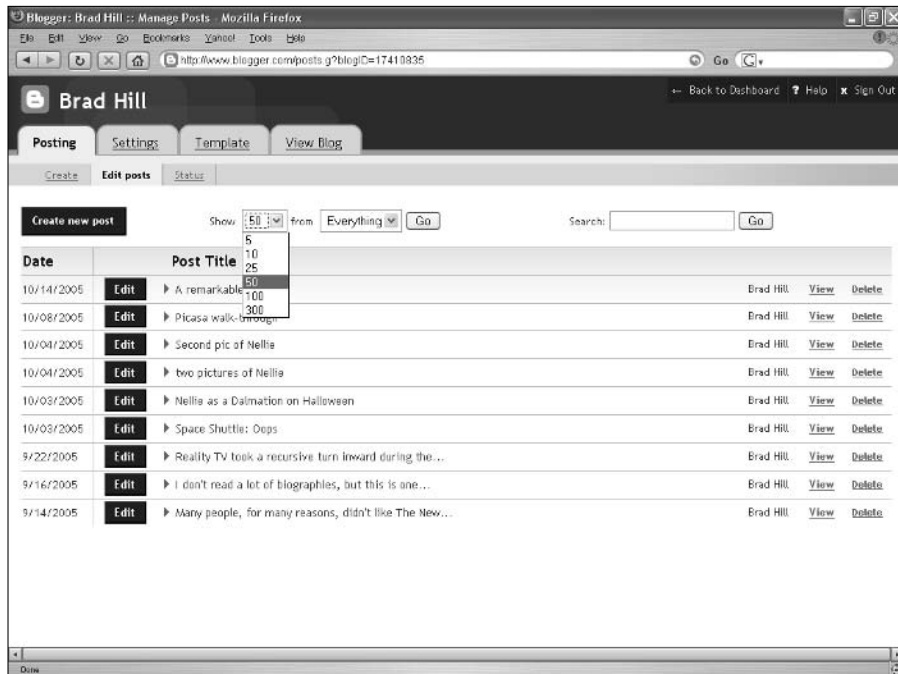 Blogger: Brad Hill :: Manage Posts - Mozilla Firefox
File Edit View Go Bookmarks Yahoo! Tools Help
http://www.blogger.com/posts.g?blogID=17410835 Go
Brad Hill
← Back to Dashboard ? Help x Sign Out
Posting Settings Template View Blog
Create Edit posts Status
Create new post Show 50 from Everything Go Search: Go
5
10
25
50
100
300
Date Post Title
10/14/2005 Edit A remarkable Brad Hill View Delete
10/08/2005 Edit Picasa walk-through Brad Hill View Delete
10/04/2005 Edit Second pic of Nellie Brad Hill View Delete
10/04/2005 Edit two pictures of Nellie Brad Hill View Delete
10/03/2005 Edit Nellie as a Dalmation on Halloween Brad Hill View Delete
10/03/2005 Edit Space Shuttle: Oops Brad Hill View Delete
9/22/2005 Edit Reality TV took a recursive turn inward during the... Brad Hill View Delete
9/16/2005 Edit I don't read a lot of biographies, but this is one... Brad Hill View Delete
9/14/2005 Edit Many people, for many reasons, didn't like The New... Brad Hill View Delete
Done